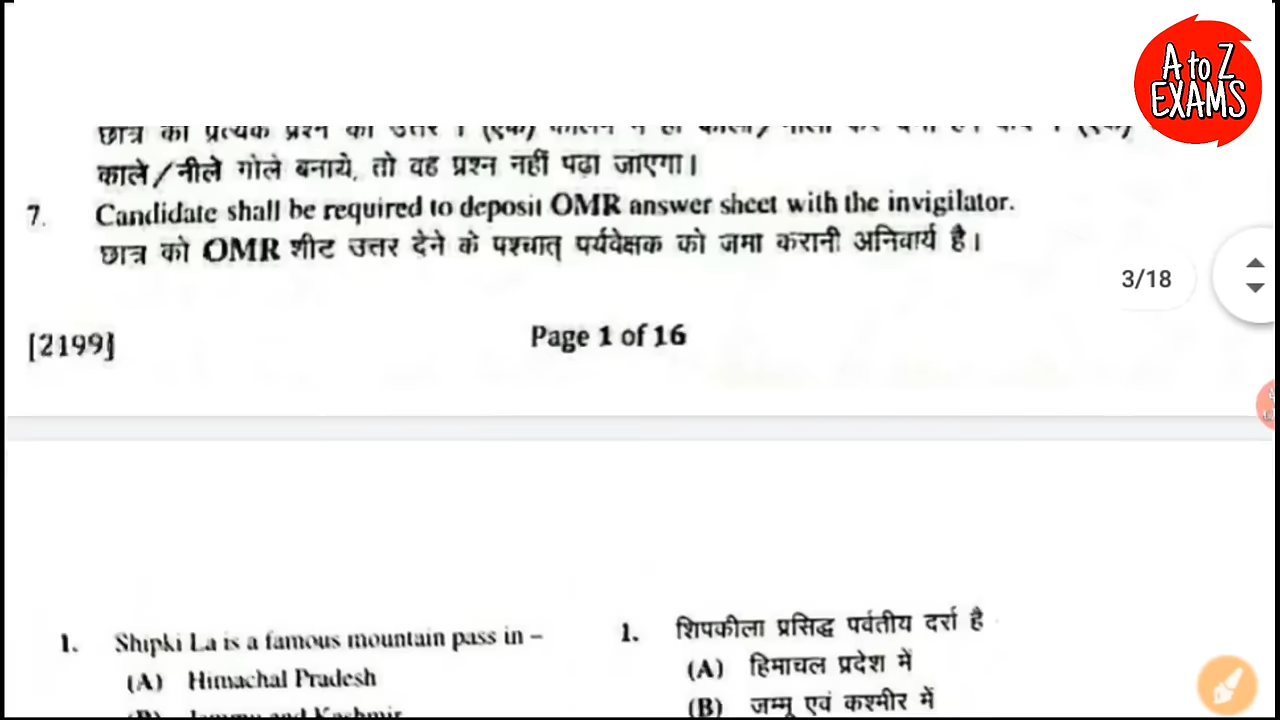 A to Z
EXAMS
काले/नीले गोले बनाये, तो वह प्रश्न नहीं पढ़ा जाएगा।
7. Candidate shall be required to deposit OMR answer sheet with the invigilator.
छात्र को OMR शीट उत्तर देने के पश्चात् पर्यवेक्षक को जमा करानी अनिवार्य है।
3/18
[2199]
Page 1 of 16
1. Shipki La is a famous mountain pass in –
(A) Himachal Pradesh
(B) Jammu and Kashmir
1. शिपकीला प्रसिद्ध पर्वतीय दर्रा है
(A) हिमाचल प्रदेश में
(B) जम्मू एवं कश्मीर में